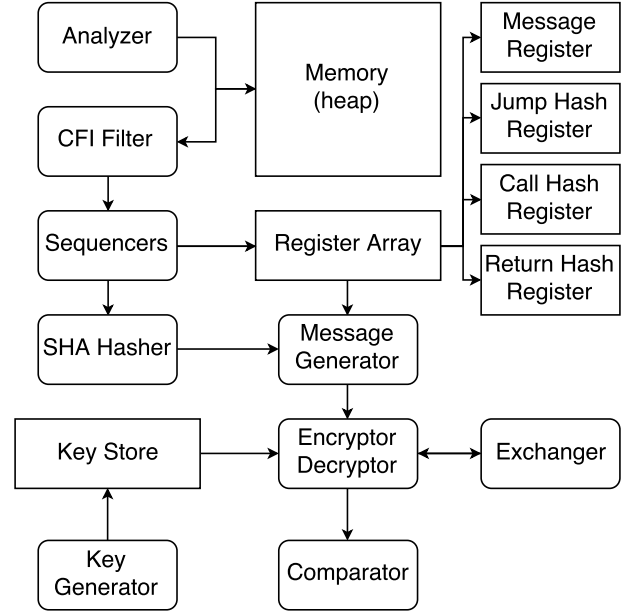 Analyzer
Memory
(heap)
Message
Register
Jump Hash
Register
CFI Filter
Call Hash
Register
Sequencers
Register Array
Return Hash
Register
SHA Hasher
Message
Generator
Key Store
Encryptor
Decryptor
Exchanger
Key
Generator
Comparator